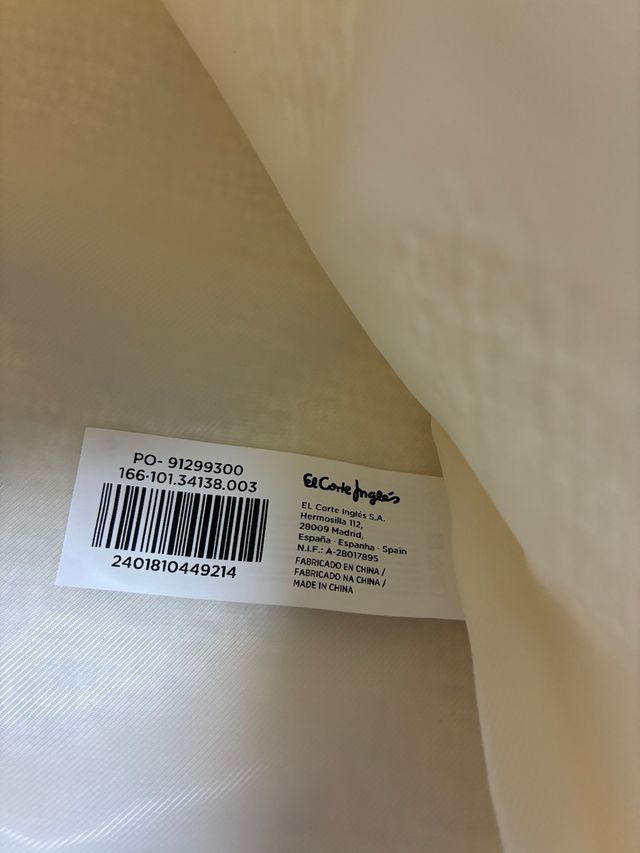 PO- 91299300
166·101.34138.003
2401810449214
El Corte Inglés
EL Corte Inglés S.A.
Hermosilla 112,
28009 Madrid,
España · Espanha · Spain
N.I.F.: A-28017895
FABRICADO EN CHINA /
FABRICADO NA CHINA /
MADE IN CHINA